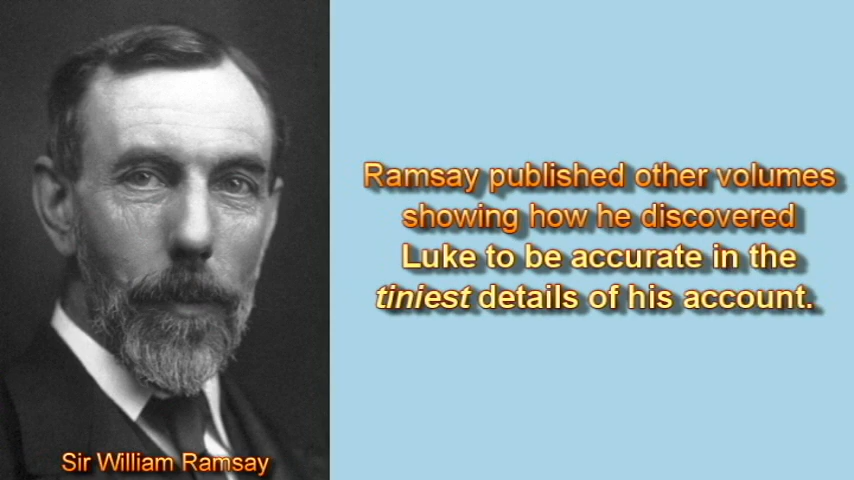 Ramsay published other volumes
showing how he discovered
Luke to be accurate in the
tiniest details of his account.
Sir William Ramsay